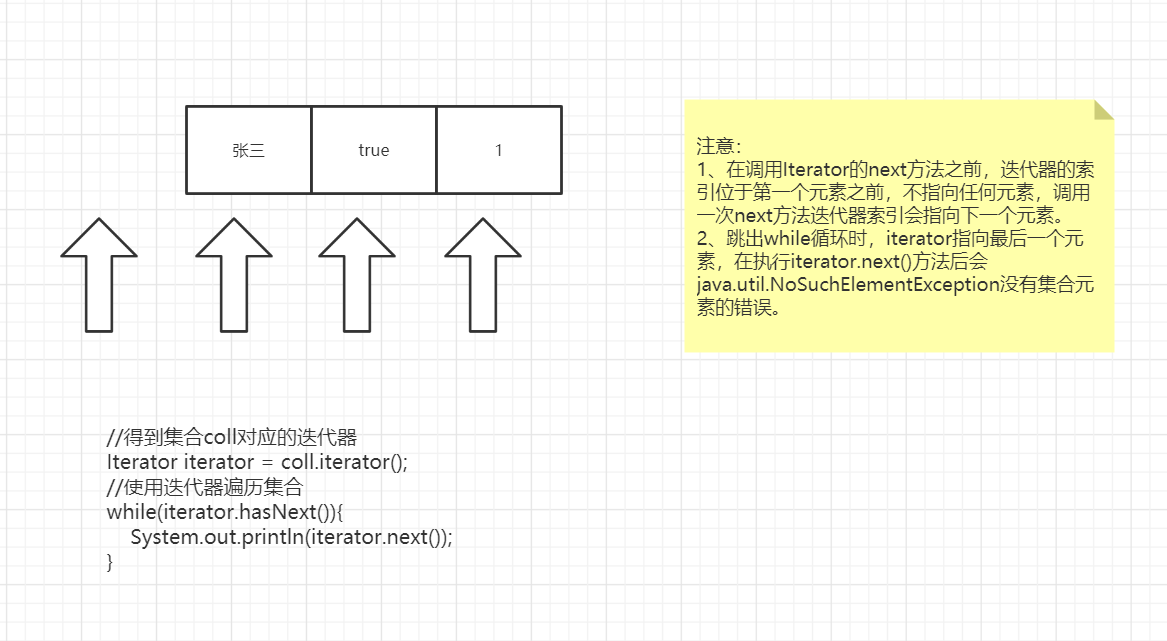 张三
true
1
注意：
1、在调用Iterator的next方法之前，迭代器的索
引位于第一个元素之前，不指向任何元素，调用
一次next方法迭代器索引会指向下一个元素。
2、跳出while循环时，iterator指向最后一个元
素，在执行iterator.next()方法后会
java.util.NoSuchElementException没有集合元
素的错误。
//得到集合coll对应的迭代器
Iterator iterator = coll.iterator();
//使用迭代器遍历集合
while(iterator.hasNext()){
    System.out.println(iterator.next());
}